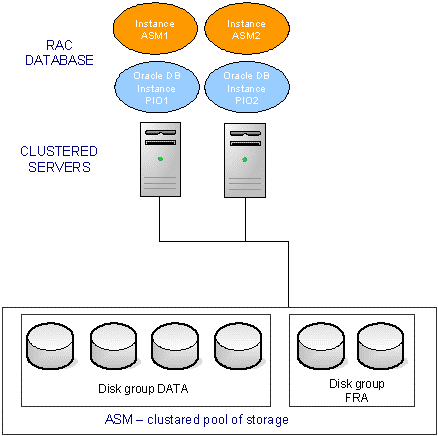 Instance
ASM1
Instance
ASM2
RAC
DATABASE
Oracle DB
Instance
PIO1
Oracle DB
Instance
PIO2
CLUSTERED
SERVERS
Disk group DATA
Disk group
FRA
ASM – clustared pool of storage